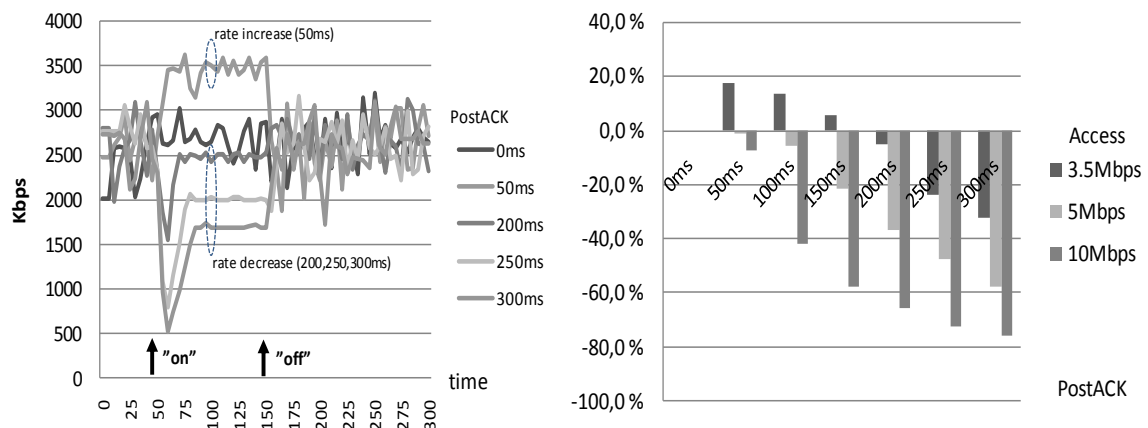 4000
3500
3000
2500
2000
1500
1000
500
0
Kbps
rate increase (50ms)
rate decrease (200,250,300ms)
"on"
"off"
0
25
50
75
100
125
150
175
200
225
250
275
300
time
PostACK
0ms
50ms
200ms
250ms
300ms
40,0 %
20,0 %
0,0 %
-20,0 %
-40,0 %
-60,0 %
-80,0 %
-100,0 %
0ms
50ms
100ms
150ms
200ms
250ms
300ms
Access
3.5Mbps
5Mbps
10Mbps
PostACK